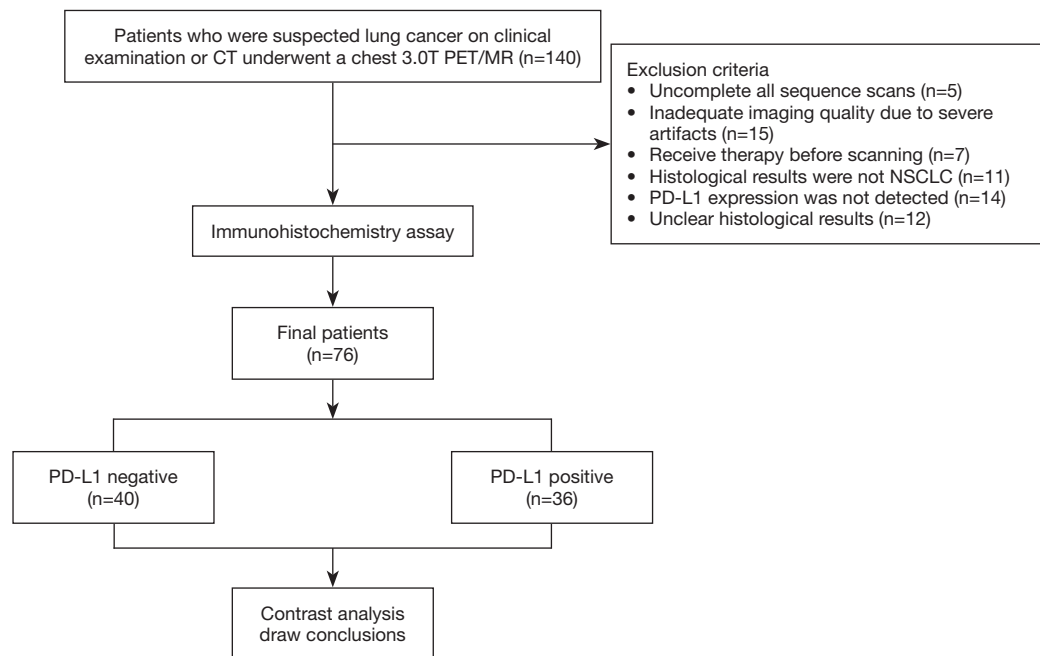 Patients who were suspected lung cancer on clinical
examination or CT underwent a chest 3.0T PET/MR (n=140)
Exclusion criteria
• Uncomplete all sequence scans (n=5)
• Inadequate imaging quality due to severe
artifacts (n=15)
• Receive therapy before scanning (n=7)
• Histological results were not NSCLC (n=11)
• PD-L1 expression was not detected (n=14)
• Unclear histological results (n=12)
Immunohistochemistry assay
Final patients
(n=76)
PD-L1 negative
(n=40)
PD-L1 positive
(n=36)
Contrast analysis
draw conclusions